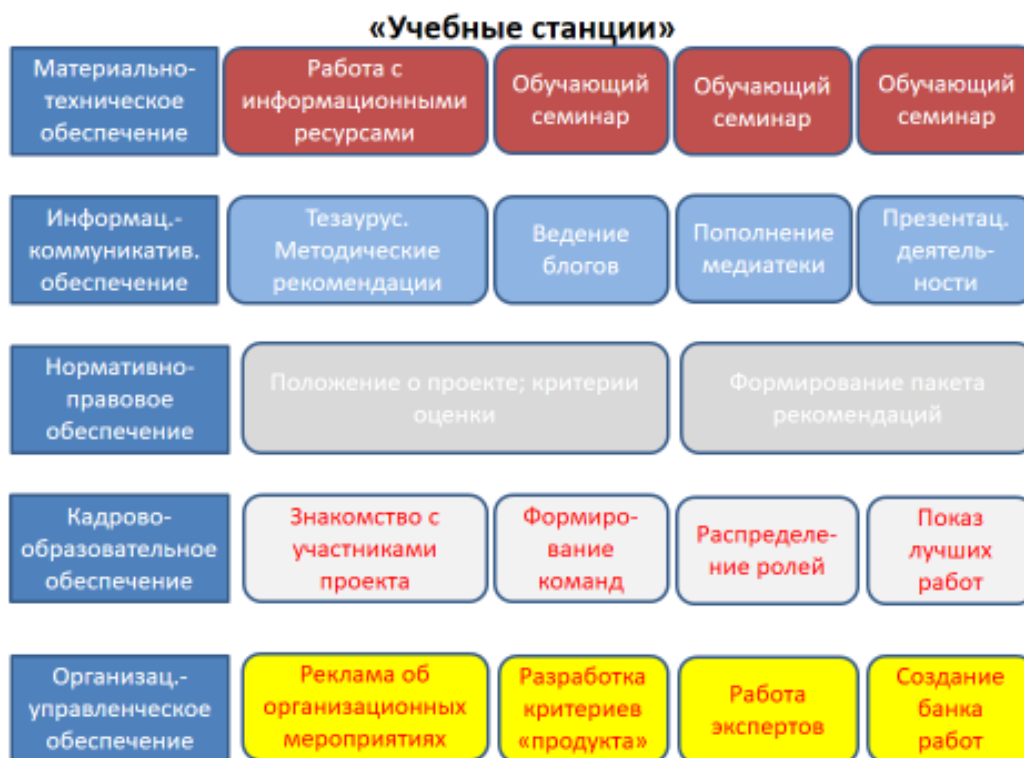 «Учебные станции»
Материально-
техническое
обеспечение
Работа с
информационными
ресурсами
Обучающий
семинар
Обучающий
семинар
Обучающий
семинар
Информац.-
коммуникатив.
обеспечение
Тезаурус.
Методические
рекомендации
Ведение
блогов
Пополнение
медиатеки
Презентац.
деятель-
ности
Нормативно-
правовое
обеспечение
Положение о проекте; критерии
оценки
Формирование пакета
рекомендаций
Кадрово-
образовательное
обеспечение
Знакомство с
участниками
проекта
Формиро-
вание
команд
Распределе-
ние ролей
Показ
лучших
работ
Организац.-
управленческое
обеспечение
Реклама об
организационных
мероприятиях
Разработка
критериев
«продукта»
Работа
экспертов
Создание
банка
работ